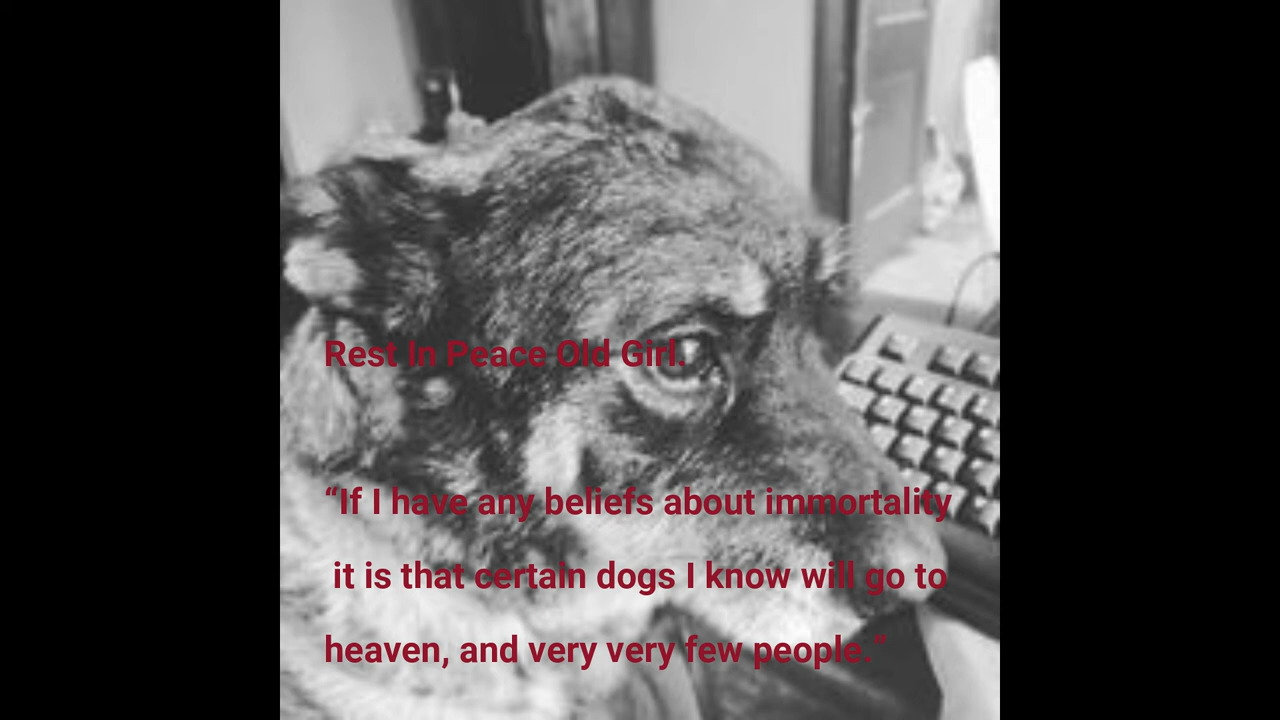 Rest In Peace Old Girl.
“If I have any beliefs about immortality
it is that certain dogs I know will go to
heaven, and very very few people.”